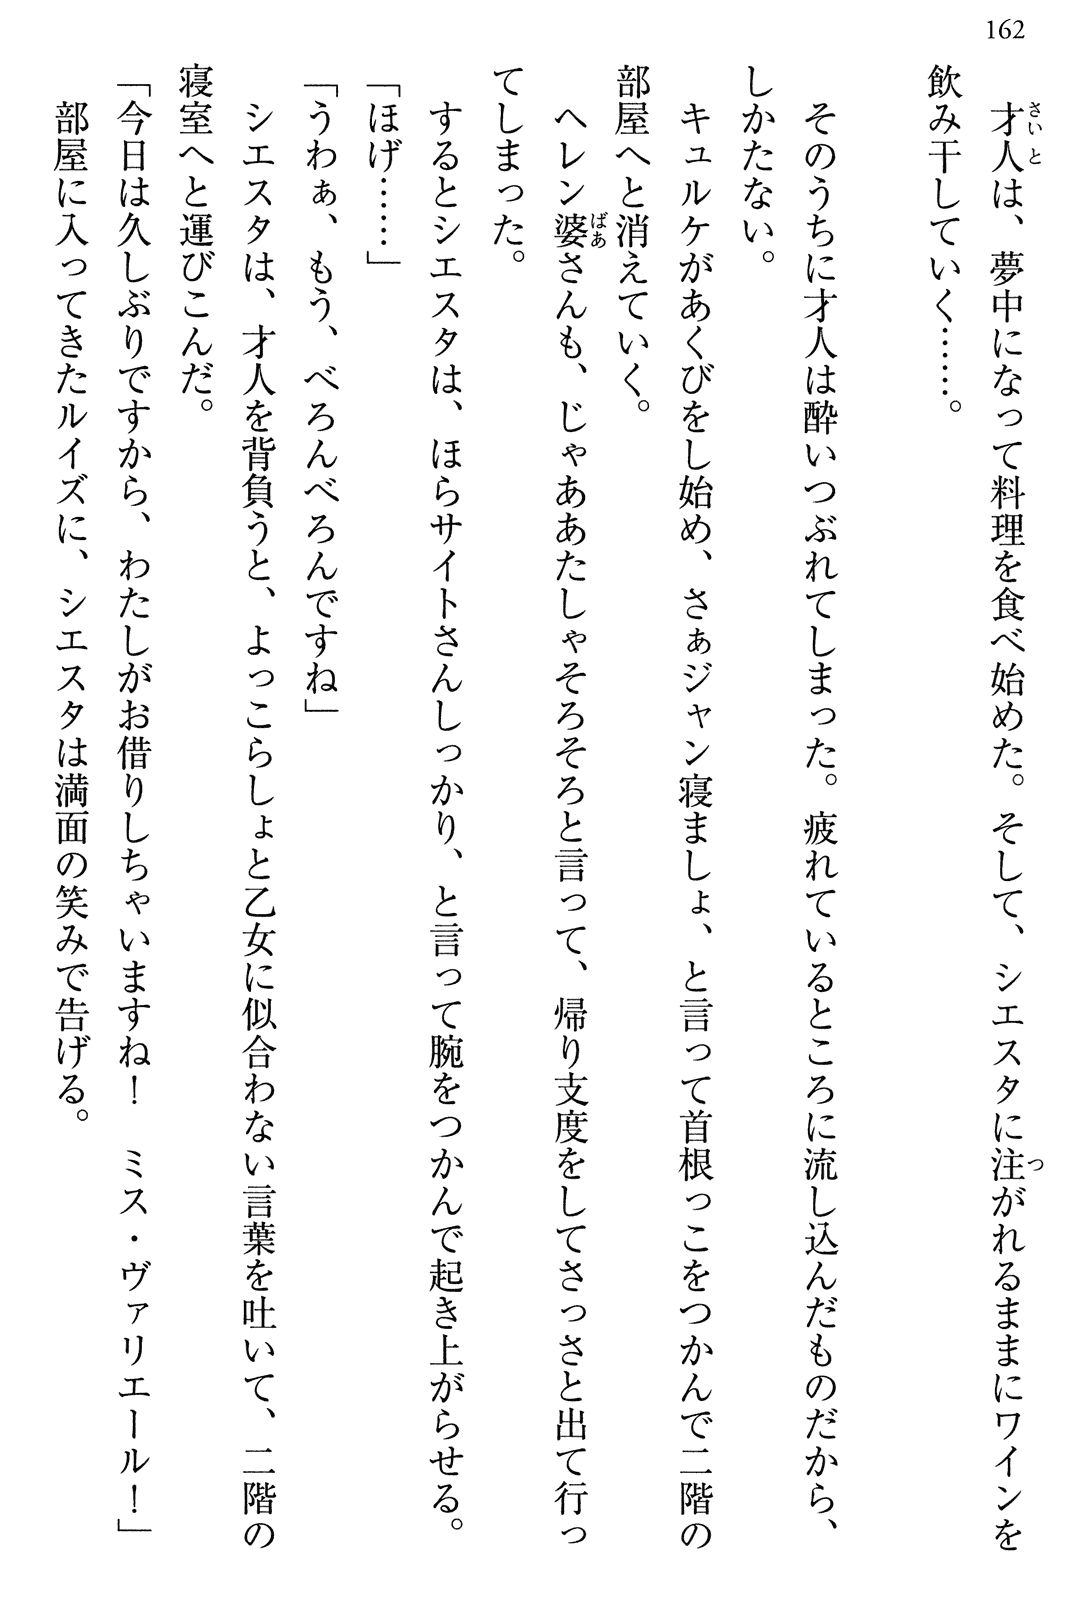 162
才人は、夢中になって料理を食べ始めた。そして、シエスタに注がれるままにワインを
飲み干していく……。
そのうちに才人は酔いつぶれてしまった。疲れているところに流し込んだものだから、
しかたない。
キュルケがあくびをし始め、さぁジャン寝ましょ、と言って首根っこをつかんで二階の
部屋へと消えていく。
ヘレン婆さんも、じゃああたしゃそろそろと言って、帰り支度をしてさっさと出て行っ
てしまった。
するとシエスタは、ほらサイトさんしっかり、と言って腕をつかんで起き上がらせる。
「ほげ……」
「うわぁ、もう、べろんべろんですね」
シエスタは、才人を背負うと、よっこらしょと乙女に似合わない言葉を吐いて、二階の
寝室へと運びこんだ。
「今日は久しぶりですから、わたしがお借りしちゃいますね！　ミス・ヴァリエール！」
部屋に入ってきたルイズに、シエスタは満面の笑みで告げる。